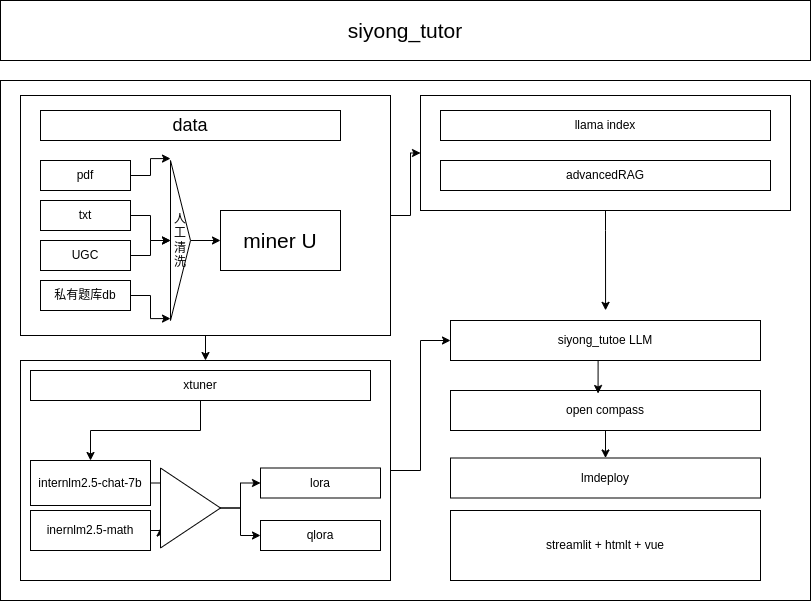 siyong_tutor
data
pdf
txt
UGC
私有题库db
人
工
清
洗
miner U
llama index
advancedRAG
xtuner
internlm2.5-chat-7b
inernlm2.5-math
lora
qlora
siyong_tutoe LLM
open compass
lmdeploy
streamlit + htmlt + vue